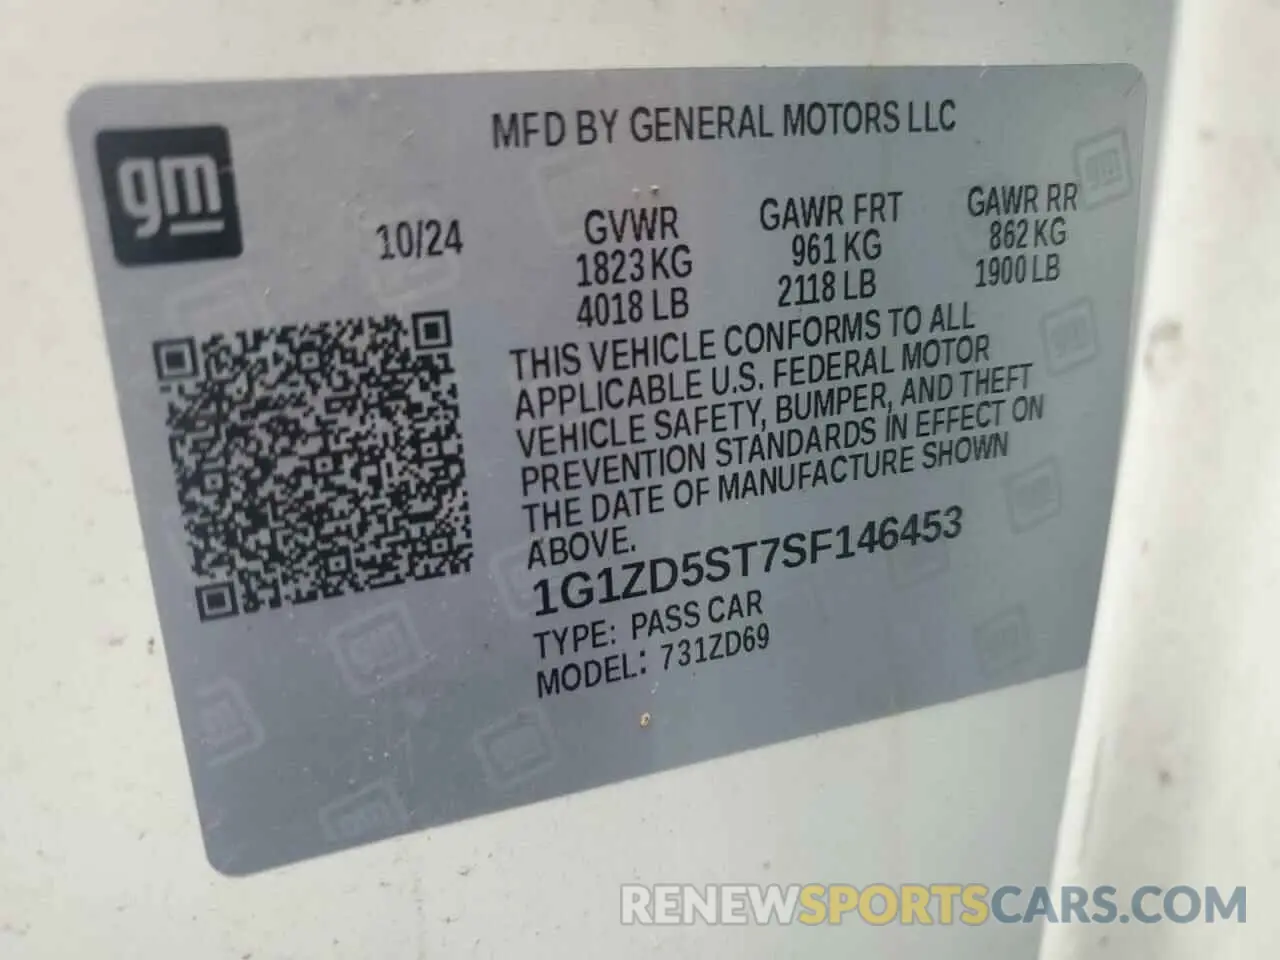 gm
MFD BY GENERAL MOTORS LLC
10/24
GVWR
1823 KG
4018 LB
GAWR FRT
961 KG
2118 LB
GAWR RR
862 KG
1900 LB
THIS VEHICLE CONFORMS TO ALL
APPLICABLE U.S. FEDERAL MOTOR
VEHICLE SAFETY, BUMPER, AND THEFT
PREVENTION STANDARDS IN EFFECT ON
THE DATE OF MANUFACTURE SHOWN
ABOVE.
1G1ZD5ST7SF146453
TYPE: PASS CAR
MODEL: 731ZD69
RENEWSPORTSCARS.COM